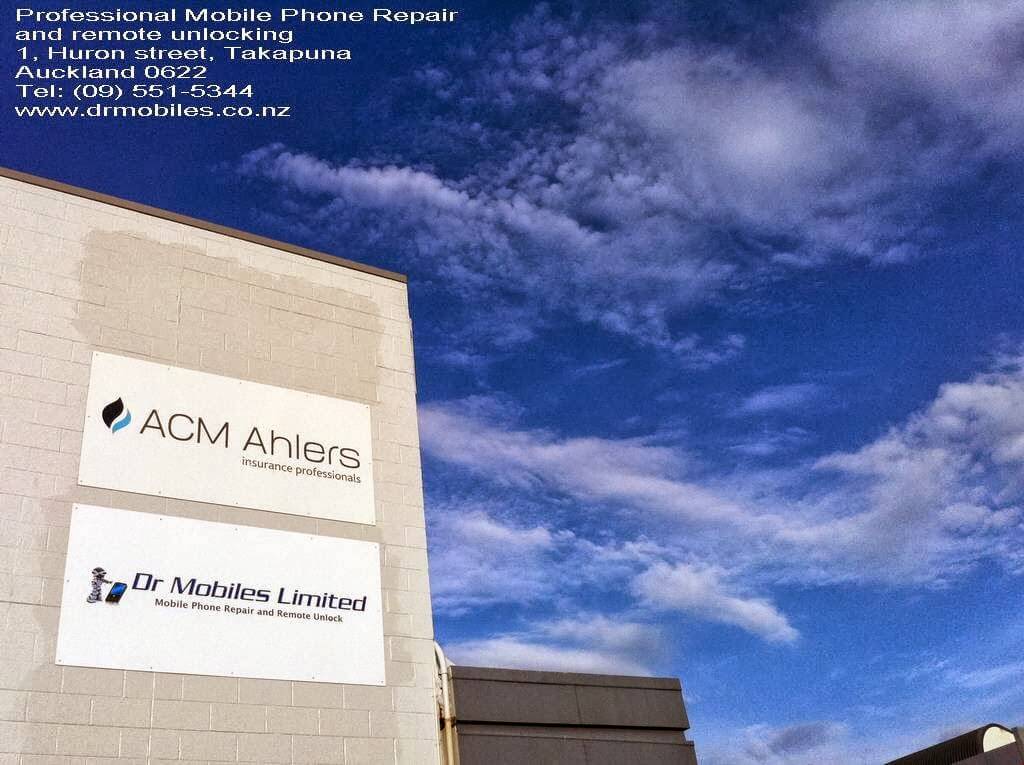 Professional Mobile Phone Repair
and remote unlocking
1, Huron street, Takapuna
Auckland 0622
Tel: (09) 551-5344
www.drmobiles.co.nz
ACM Ahlers
insurance professionals
Dr Mobiles Limited
Mobile Phone Repair and Remote Unlock